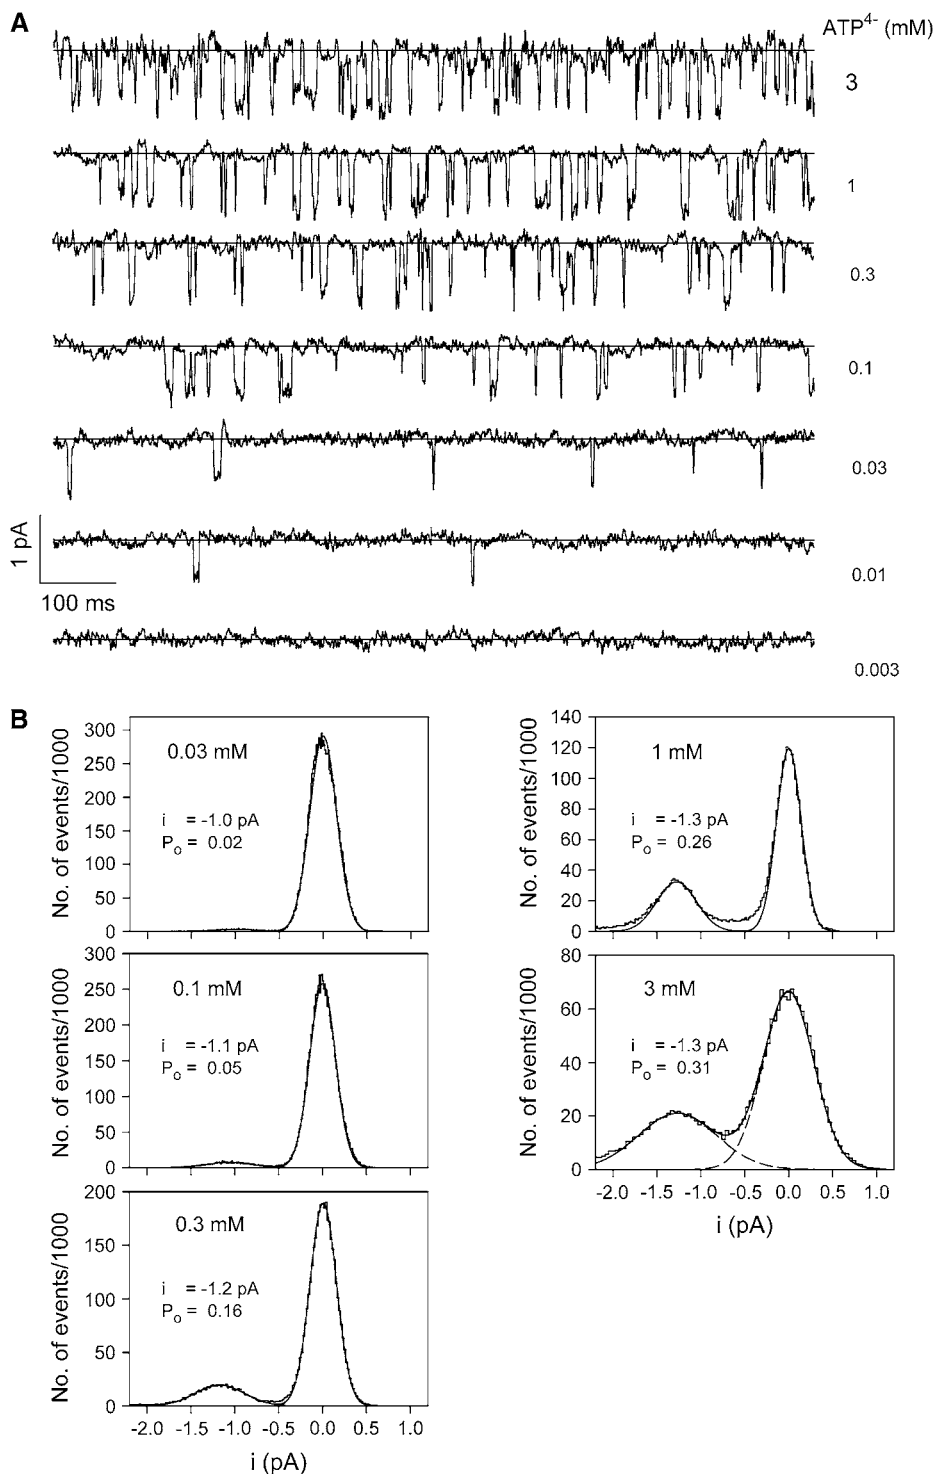 A
ATP4- (mM)
3
1
0.3
0.1
0.03
1 pA
0.01
100 ms
0.003
B
No. of events/1000
300
250
200
150
100
50
0
0.03 mM
i = -1.0 pA
Po = 0.02
No. of events/1000
300
250
200
150
100
50
0
0.1 mM
i = -1.1 pA
Po = 0.05
No. of events/1000
200
150
100
50
0
0.3 mM
i = -1.2 pA
Po = 0.16
-2.0 -1.5 -1.0 -0.5 0.0 0.5 1.0
i (pA)
No. of events/1000
140
120
100
80
60
40
20
0
1 mM
i = -1.3 pA
Po = 0.26
No. of events/1000
80
60
40
20
0
3 mM
i = -1.3 pA
Po = 0.31
-2.0 -1.5 -1.0 -0.5 0.0 0.5 1.0
i (pA)